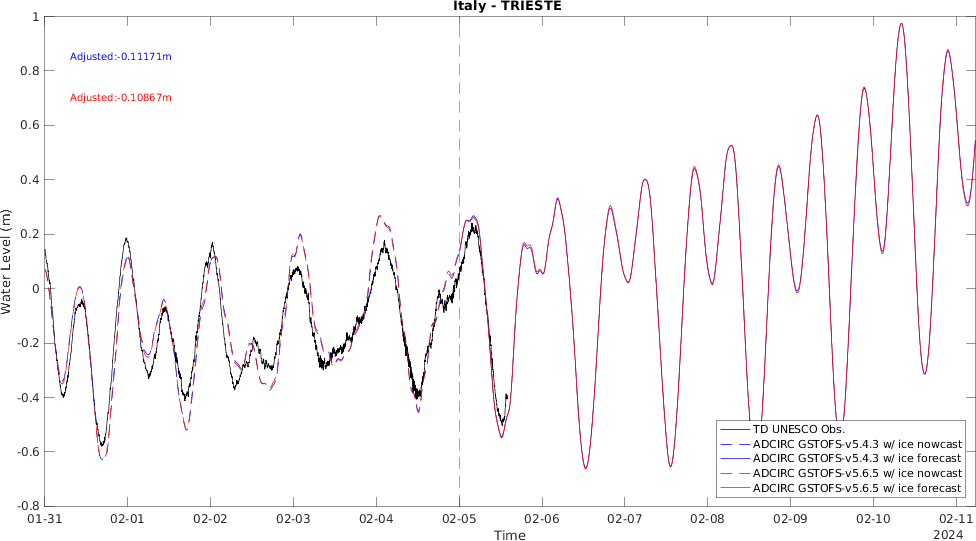 Italy - TRIESTE
1
0.8
0.6
0.4
0.2
0
-0.2
-0.4
-0.6
-0.8
Water Level (m)
Adjusted:-0.11171m
Adjusted:-0.10867m
TD UNESCO Obs.
ADCIRC GSTOFS-v5.4.3 w/ ice nowcast
ADCIRC GSTOFS-v5.4.3 w/ ice forecast
ADCIRC GSTOFS-v5.6.5 w/ ice nowcast
ADCIRC GSTOFS-v5.6.5 w/ ice forecast
01-31 02-01 02-02 02-03 02-04 02-05 02-06 02-07 02-08 02-09 02-10 02-11
Time
2024